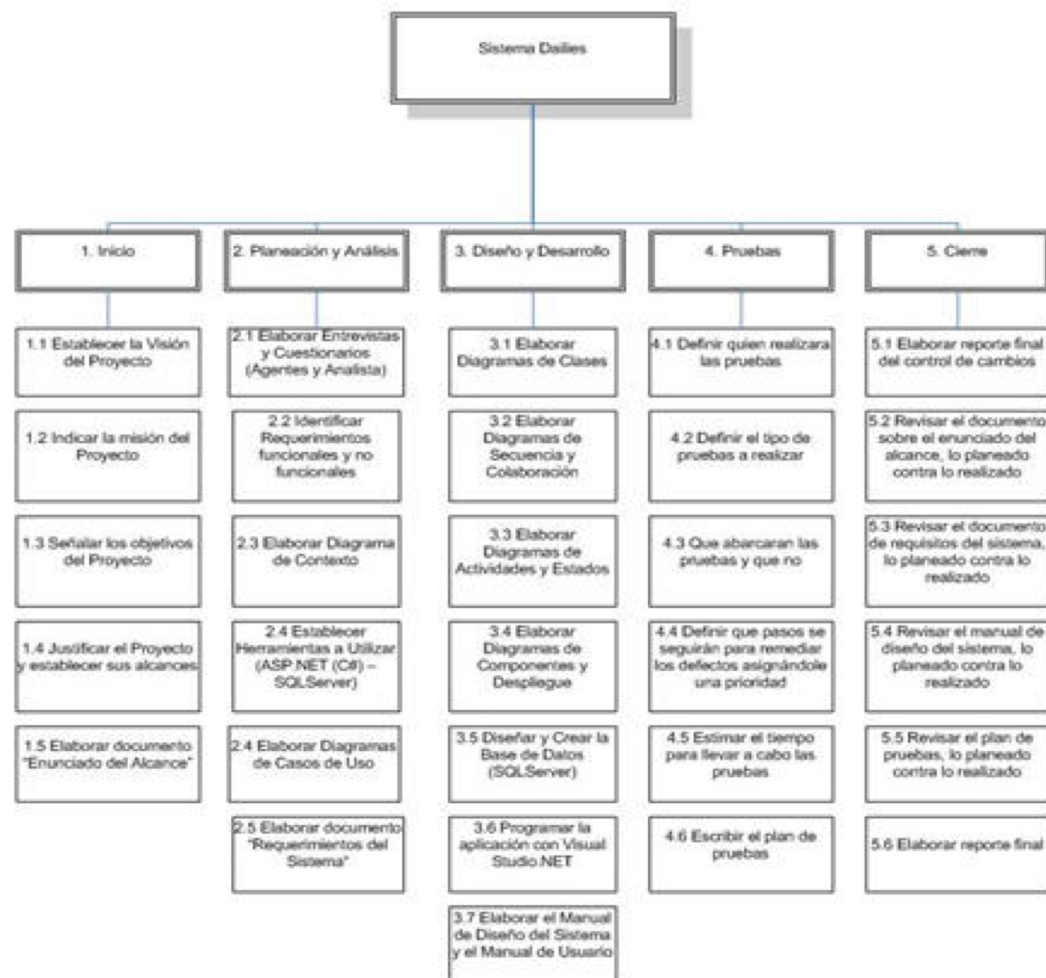 Sistema Dailies
1. Inicio
2. Planeación y Análisis
3. Diseño y Desarrollo
4. Pruebas
5. Cierre
1.1 Establecer la Visión
del Proyecto
1.2 Indicar la misión del
Proyecto
1.3 Señalar los objetivos
del Proyecto
1.4 Justificar el Proyecto
y establecer sus alcances
1.5 Elaborar documento
"Enunciado del Alcance"
2.1 Elaborar Entrevistas
y Cuestionarios
(Agentes y Analista)
2.2 Identificar
Requerimientos
funcionales y no
funcionales
2.3 Elaborar Diagrama
de Contexto
2.4 Establecer
Herramientas a Utilizar
(ASP.NET (C#) –
SQLServer)
2.4 Elaborar Diagramas
de Casos de Uso
2.5 Elaborar documento
"Requerimientos del
Sistema"
3.1 Elaborar
Diagramas de Clases
3.2 Elaborar
Diagramas de
Secuencia y
Colaboración
3.3 Elaborar
Diagramas de
Actividades y Estados
3.4 Elaborar
Diagramas de
Componentes y
Despliegue
3.5 Diseñar y Crear la
Base de Datos
(SQLServer)
3.6 Programar la
aplicación con Visual
Studio.NET
3.7 Elaborar el Manual
de Diseño del Sistema
y el Manual de Usuario
4.1 Definir quien realizara
las pruebas
4.2 Definir el tipo de
pruebas a realizar
4.3 Que abarcaran las
pruebas y que no
4.4 Definir que pasos se
seguirán para remediar
los defectos asignándole
una prioridad
4.5 Estimar el tiempo
para llevar a cabo las
pruebas
4.6 Escribir el plan de
pruebas
5.1 Elaborar reporte final
del control de cambios
5.2 Revisar el documento
sobre el enunciado del
alcance, lo planeado
contra lo realizado
5.3 Revisar el documento
de requisitos del sistema,
lo planeado contra lo
realizado
5.4 Revisar el manual de
diseño del sistema, lo
planeado contra lo
realizado
5.5 Revisar el plan de
pruebas, lo planeado
contra lo realizado
5.6 Elaborar reporte final